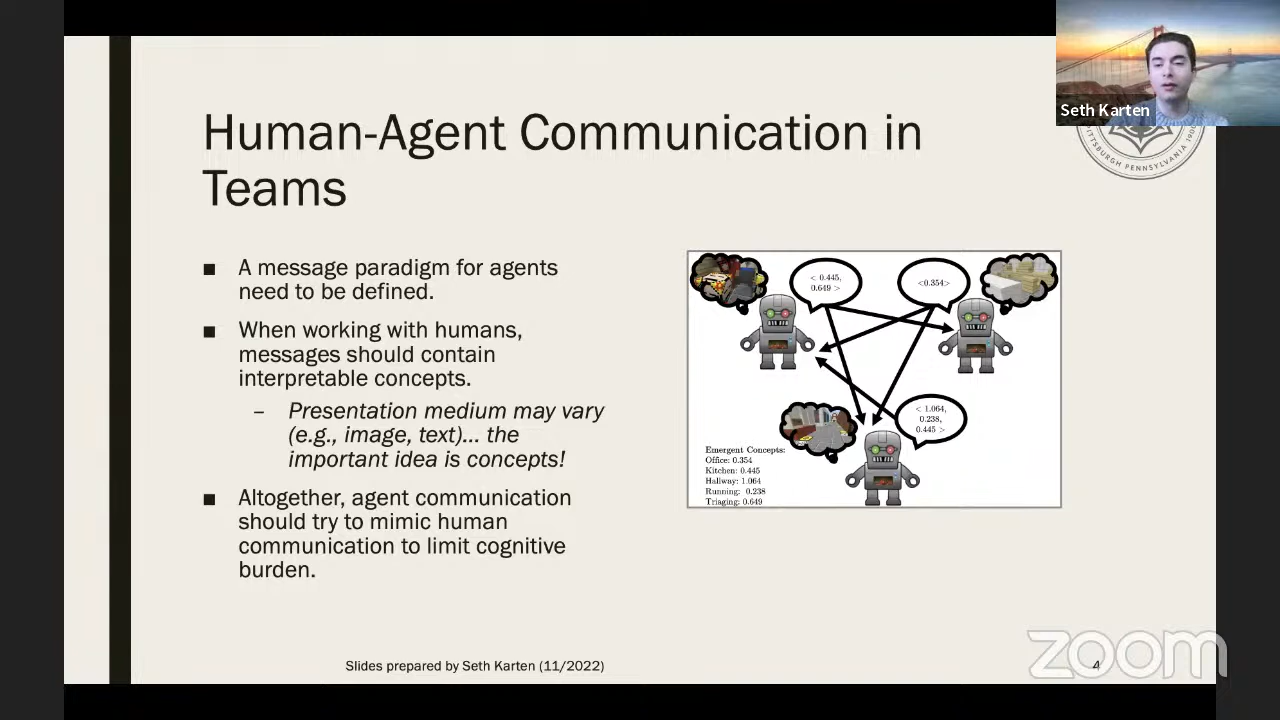 Seth Karten
PITTSBURGH PENNSYLVANIA
Human-Agent Communication in
Teams
■ A message paradigm for agents
need to be defined.
■ When working with humans,
messages should contain
interpretable concepts.
– Presentation medium may vary
(e.g., image, text)... the
important idea is concepts!
■ Altogether, agent communication
should try to mimic human
communication to limit cognitive
burden.
< 0.445,
0.649 >
<0.354>
< 1.064,
0.238,
0.445 >
Emergent Concepts:
Office: 0.354
Kitchen: 0.445
Hallway: 1.064
Running: 0.238
Triaging: 0.649
Slides prepared by Seth Karten (11/2022)
4
zoom